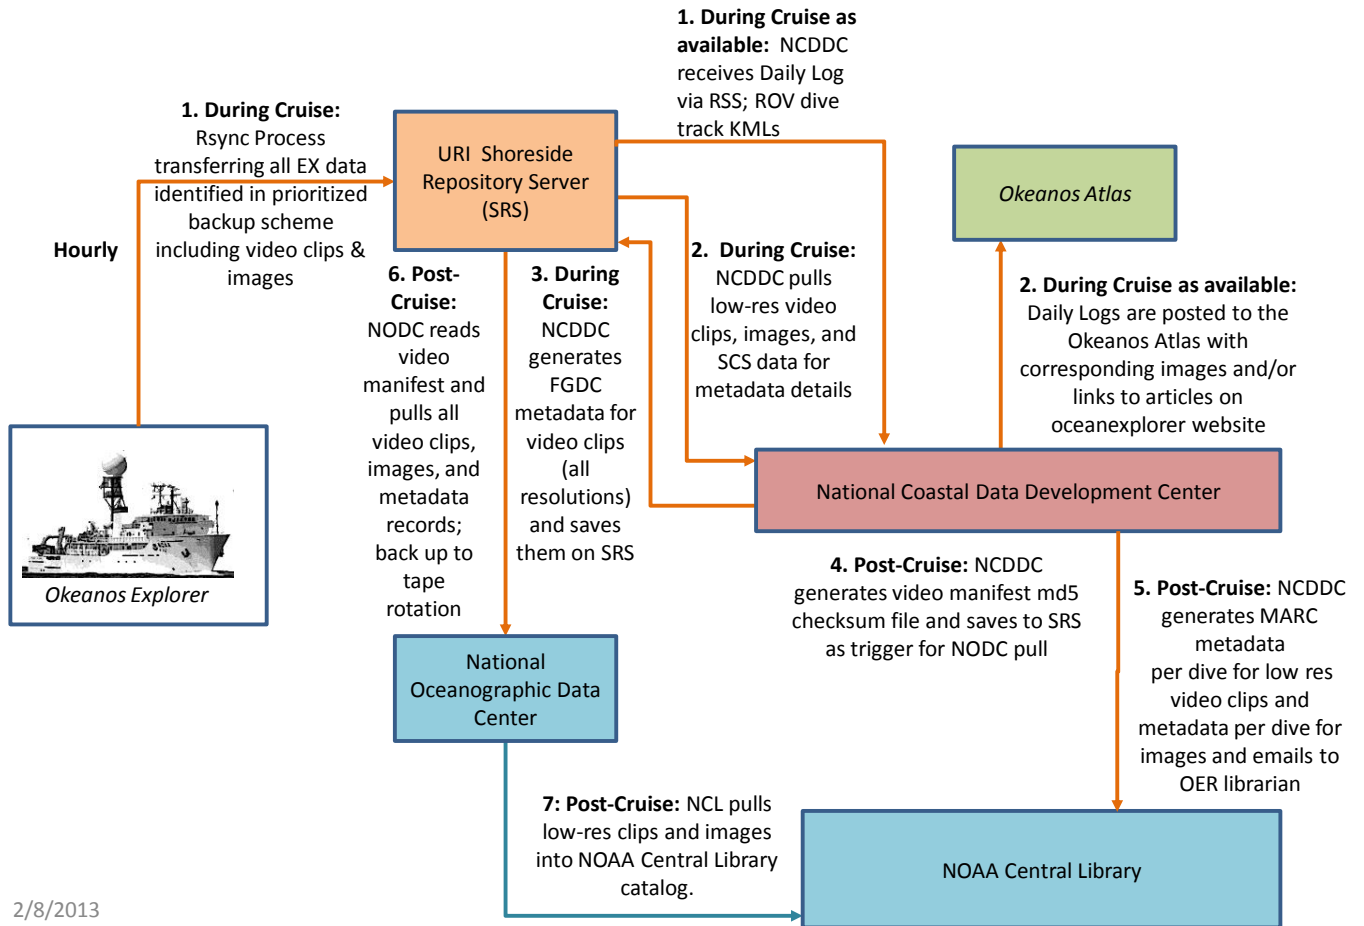 1. During Cruise as
available: NCDDC
receives Daily Log
via RSS; ROV dive
track KMLs
1. During Cruise:
Rsync Process
transferring all EX data
identified in prioritized
backup scheme
including video clips &
images
Hourly
URI Shoreside
Repository Server
(SRS)
Okeanos Atlas
6. Post-
Cruise:
NODC reads
video
manifest and
pulls all
video clips,
images, and
metadata
records;
back up to
tape
rotation
3. During
Cruise:
NCDDC
generates
FGDC
metadata for
video clips
(all
resolutions)
and saves
them on SRS
2. During Cruise:
NCDDC pulls
low-res video
clips, images, and
SCS data for
metadata details
2. During Cruise as available:
Daily Logs are posted to the
Okeanos Atlas with
corresponding images and/or
links to articles on
oceanexplorer website
Okeanos Explorer
National Coastal Data Development Center
4. Post-Cruise: NCDDC
generates video manifest md5
checksum file and saves to SRS
as trigger for NODC pull
5. Post-Cruise: NCDDC
generates MARC
metadata
per dive for low res
video clips and
metadata per dive for
images and emails to
OER librarian
National
Oceanographic Data
Center
7: Post-Cruise: NCL pulls
low-res clips and images
into NOAA Central Library
catalog.
NOAA Central Library
2/8/2013